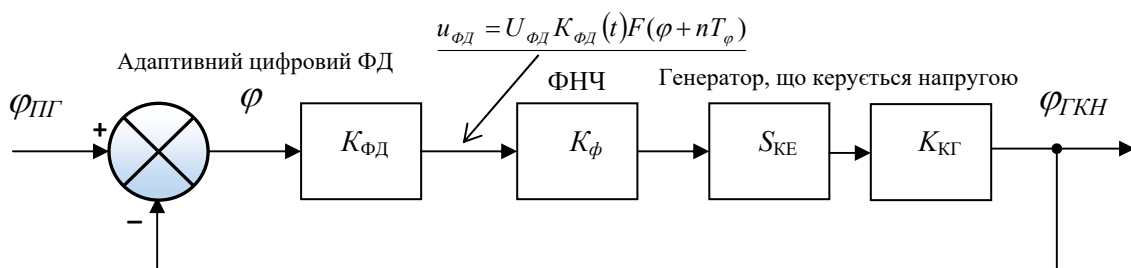 u_ФД = U_ФД K_ФД (t)F(φ + nT_φ)
Адаптивний цифровий ФД
ФНЧ
Генератор, що керується напругою
φ_ПГ
+
φ
K_ФД
K_ф
S_КЕ
K_КГ
φ_ГКН
−